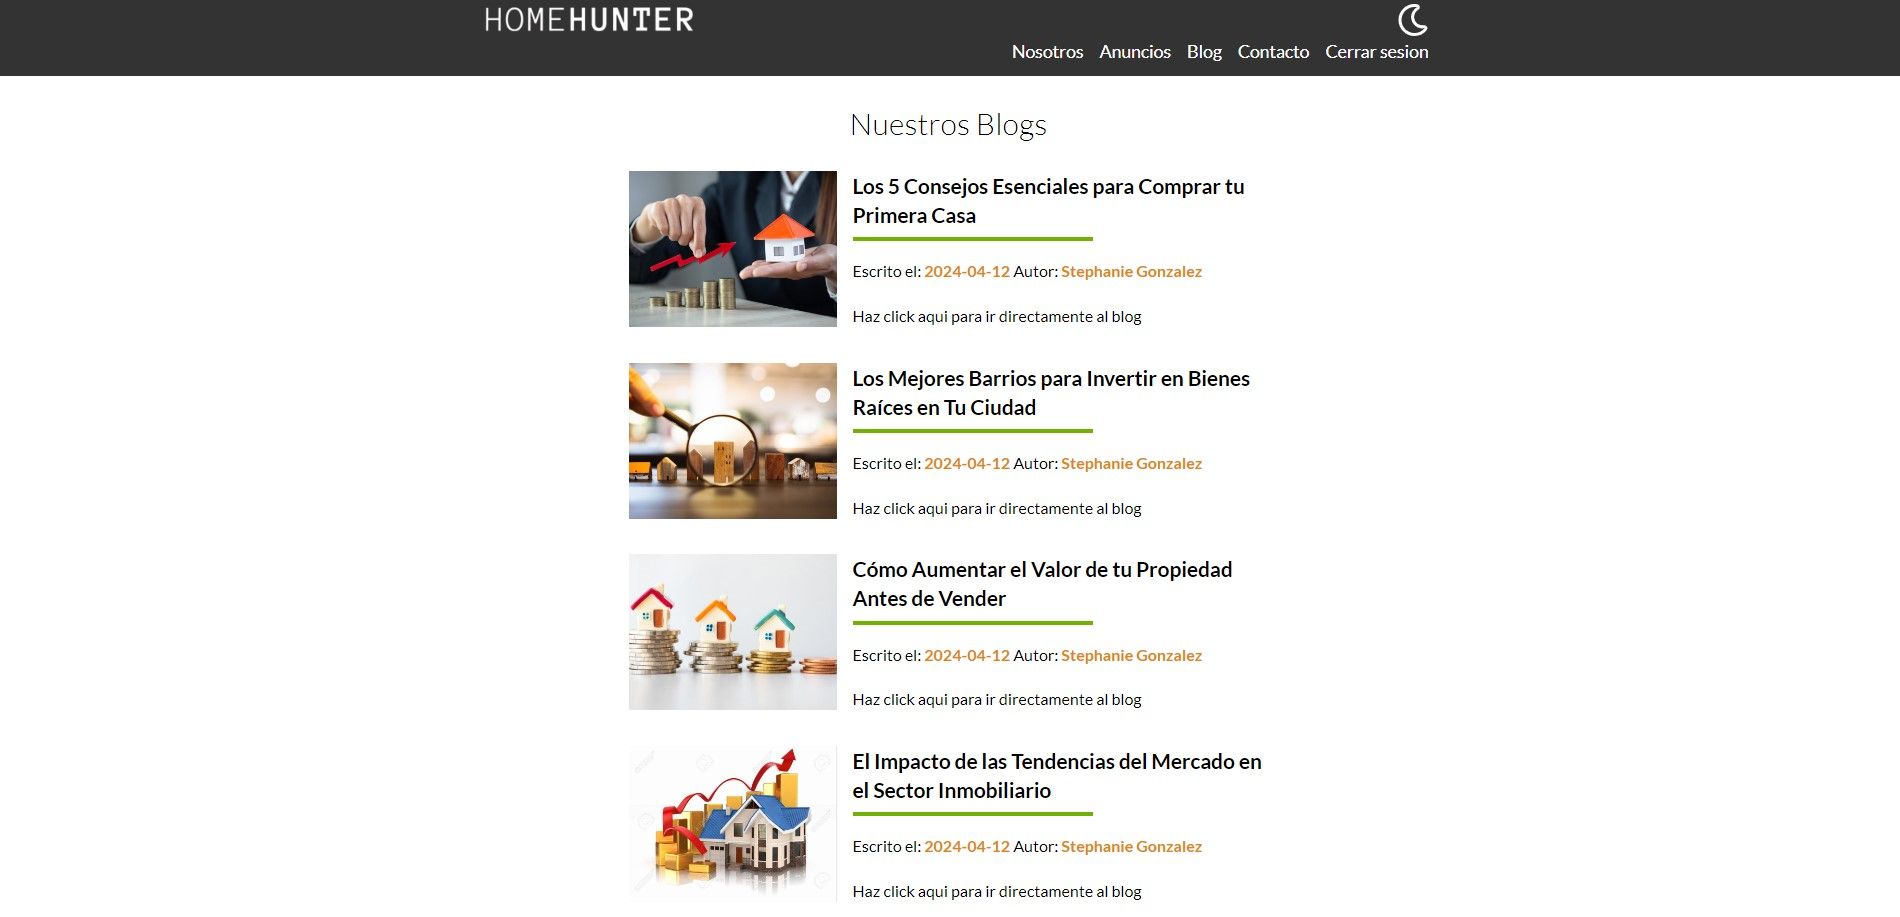 HOMEHUNTER
Nosotros Anuncios Blog Contacto Cerrar sesion
Nuestros Blogs
Los 5 Consejos Esenciales para Comprar tu
Primera Casa
Escrito el: 2024-04-12 Autor: Stephanie Gonzalez
Haz click aqui para ir directamente al blog
Los Mejores Barrios para Invertir en Bienes
Raíces en Tu Ciudad
Escrito el: 2024-04-12 Autor: Stephanie Gonzalez
Haz click aqui para ir directamente al blog
Cómo Aumentar el Valor de tu Propiedad
Antes de Vender
Escrito el: 2024-04-12 Autor: Stephanie Gonzalez
Haz click aqui para ir directamente al blog
El Impacto de las Tendencias del Mercado en
el Sector Inmobiliario
Escrito el: 2024-04-12 Autor: Stephanie Gonzalez
Haz click aqui para ir directamente al blog